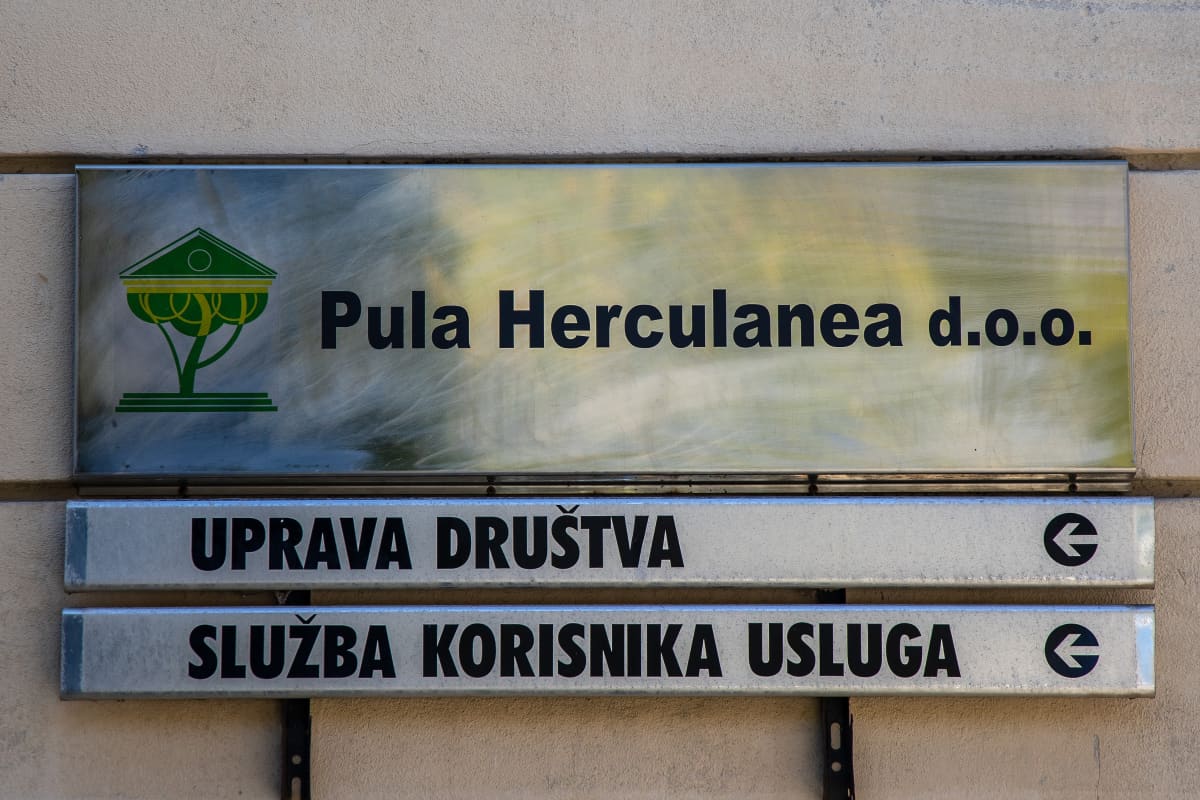 Pula Herculanea d.o.o.
UPRAVA DRUŠTVA
SLUŽBA KORISNIKA USLUGA